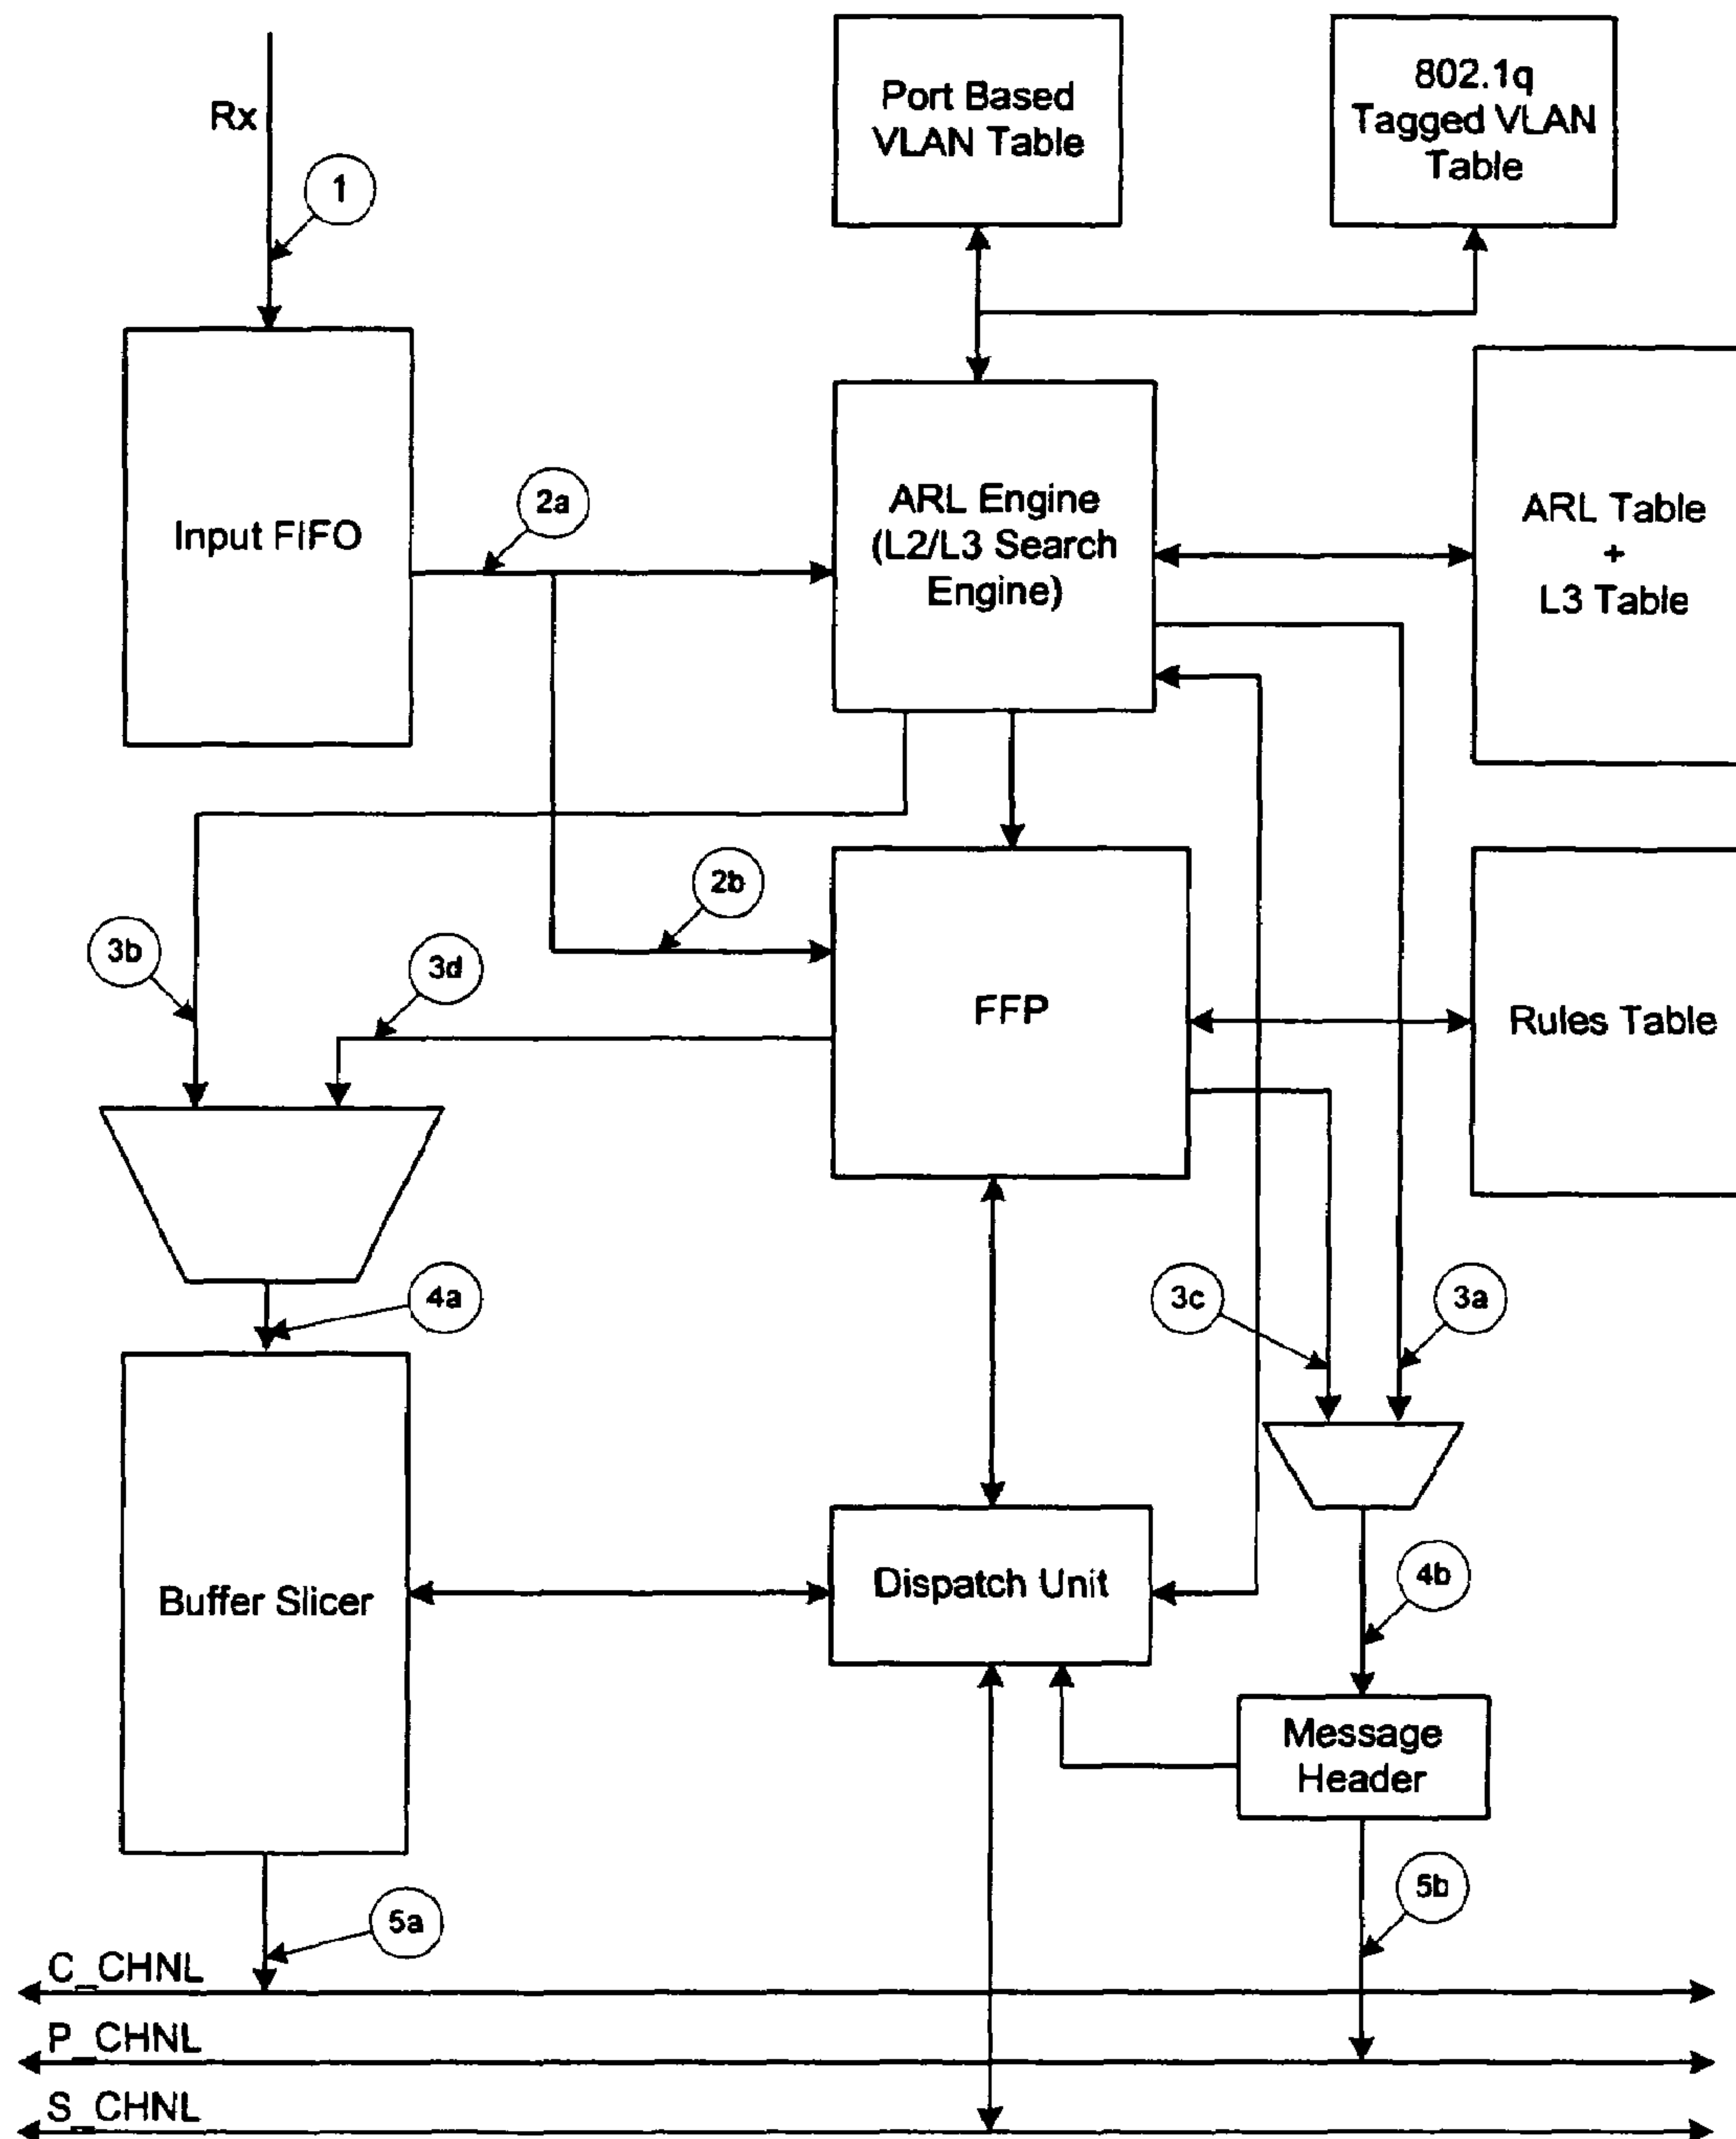 Port Based
VLAN Table
802.1q
Tagged VLAN
Table
Rx
1
Input FIFO
2a
ARL Engine
(L2/L3 Search
Engine)
ARL Table
+
L3 Table
2b
3b
3d
FFP
Rules Table
4a
3c
3a
Buffer Slicer
Dispatch Unit
4b
Message
Header
5a
5b
C_CHNL
P_CHNL
S_CHNL